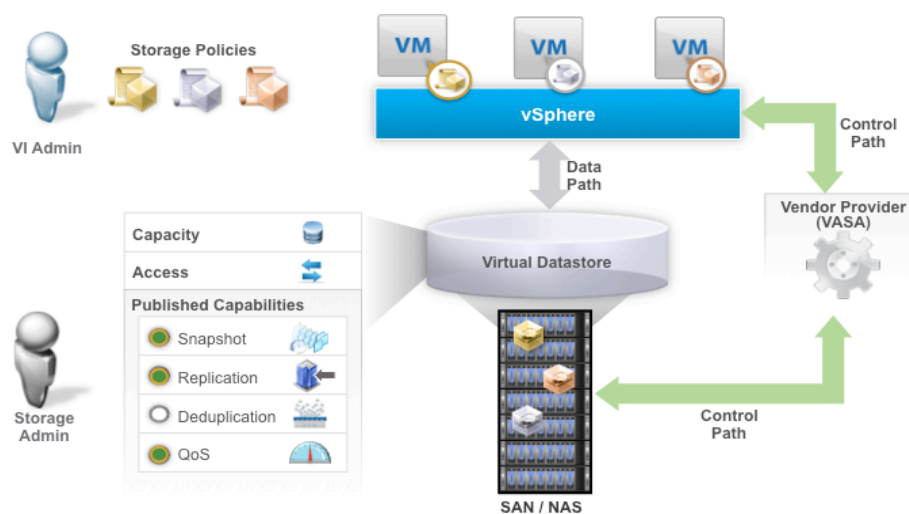 Storage Policies
VI Admin
VM
VM
VM
vSphere
Control
Path
Data
Path
Vendor Provider
(VASA)
Capacity
Access
Published Capabilities
Snapshot
Replication
Deduplication
QoS
Virtual Datastore
Storage
Admin
Control
Path
SAN / NAS